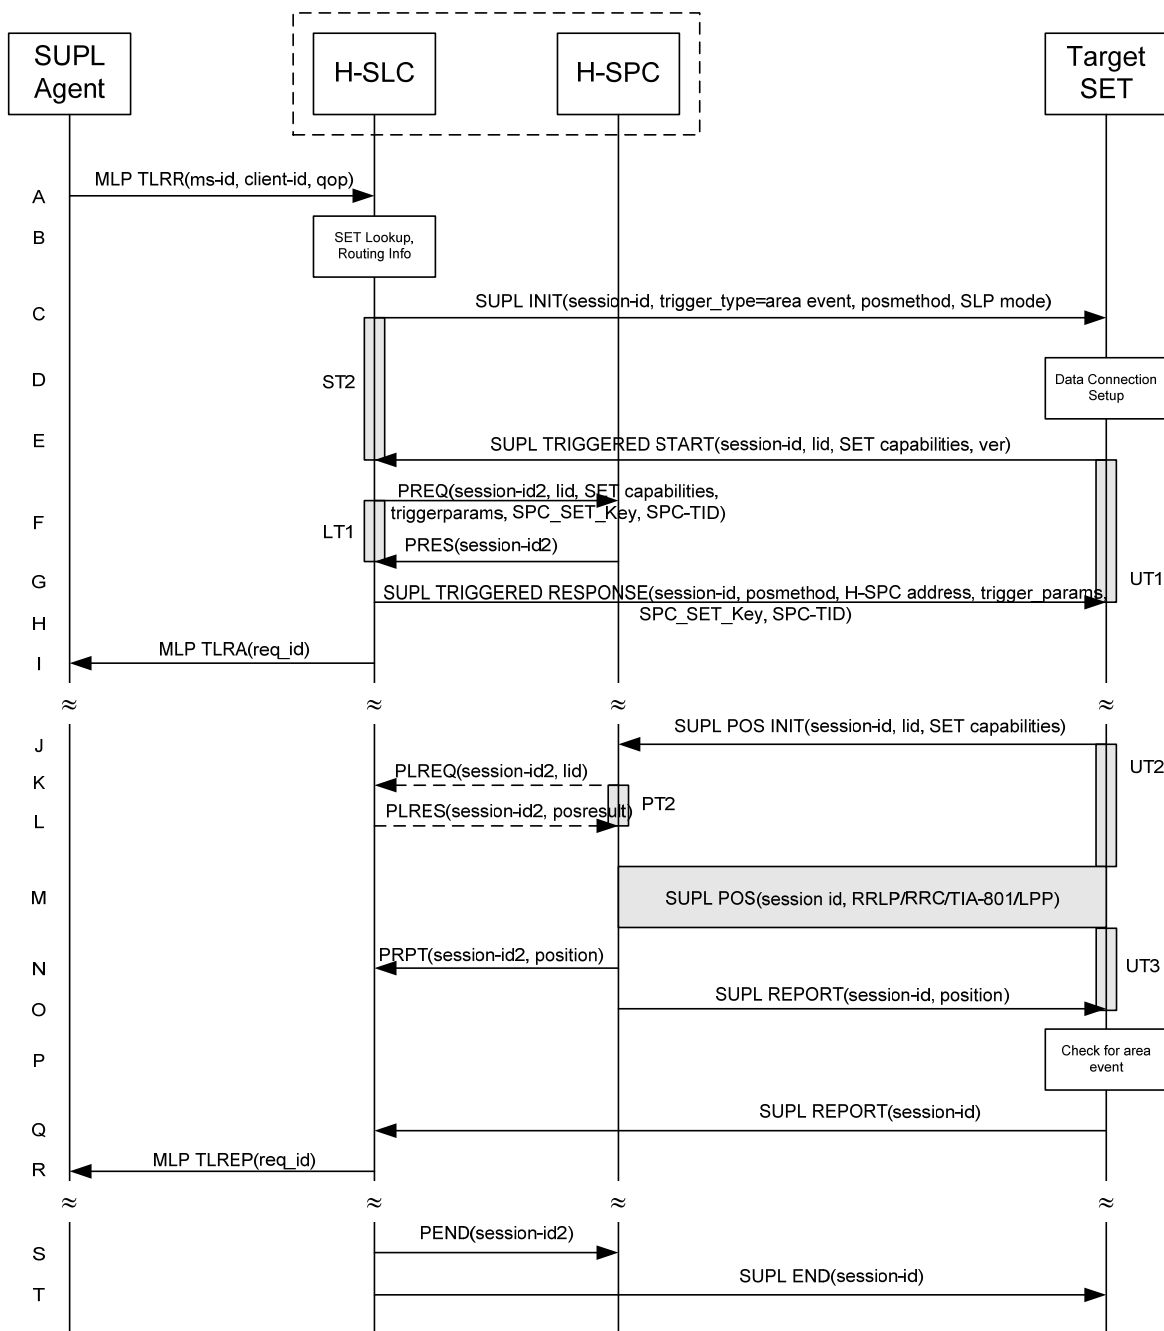 SUPL
Agent
H-SLC
H-SPC
Target
SET
A
MLP TLRR(ms-id, client-id, qop)
B
SET Lookup,
Routing Info
C
SUPL INIT(session-id, trigger_type=area event, posmethod, SLP mode)
D
ST2
Data Connection
Setup
E
SUPL TRIGGERED START(session-id, lid, SET capabilities, ver)
F
LT1
PREQ(session-id2, lid, SET capabilities,
triggerparams, SPC_SET_Key, SPC-TID)
PRES(session-id2)
G
UT1
SUPL TRIGGERED RESPONSE(session-id, posmethod, H-SPC address, trigger_params,
SPC_SET_Key, SPC-TID)
H
I
MLP TLRA(req_id)
≈ ≈ ≈ ≈
J
SUPL POS INIT(session-id, lid, SET capabilities)
UT2
K
PLREQ(session-id2, lid)
L
PLRES(session-id2, posresult)
PT2
M
SUPL POS(session id, RRLP/RRC/TIA-801/LPP)
N
PRPT(session-id2, position)
UT3
O
SUPL REPORT(session-id, position)
P
Check for area
event
Q
SUPL REPORT(session-id)
R
MLP TLREP(req_id)
≈ ≈ ≈ ≈
S
PEND(session-id2)
T
SUPL END(session-id)